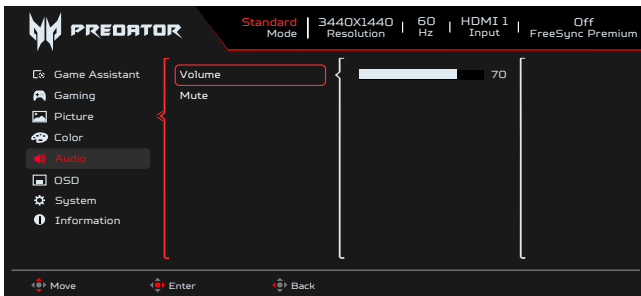 PREDATOR
Standard Mode | 3440X1440 Resolution | 60 Hz | HDMI 1 Input | Off FreeSync Premium
Game Assistant
Gaming
Picture
Color
Audio
OSD
System
Information
Volume
Mute
70
Move Enter Back